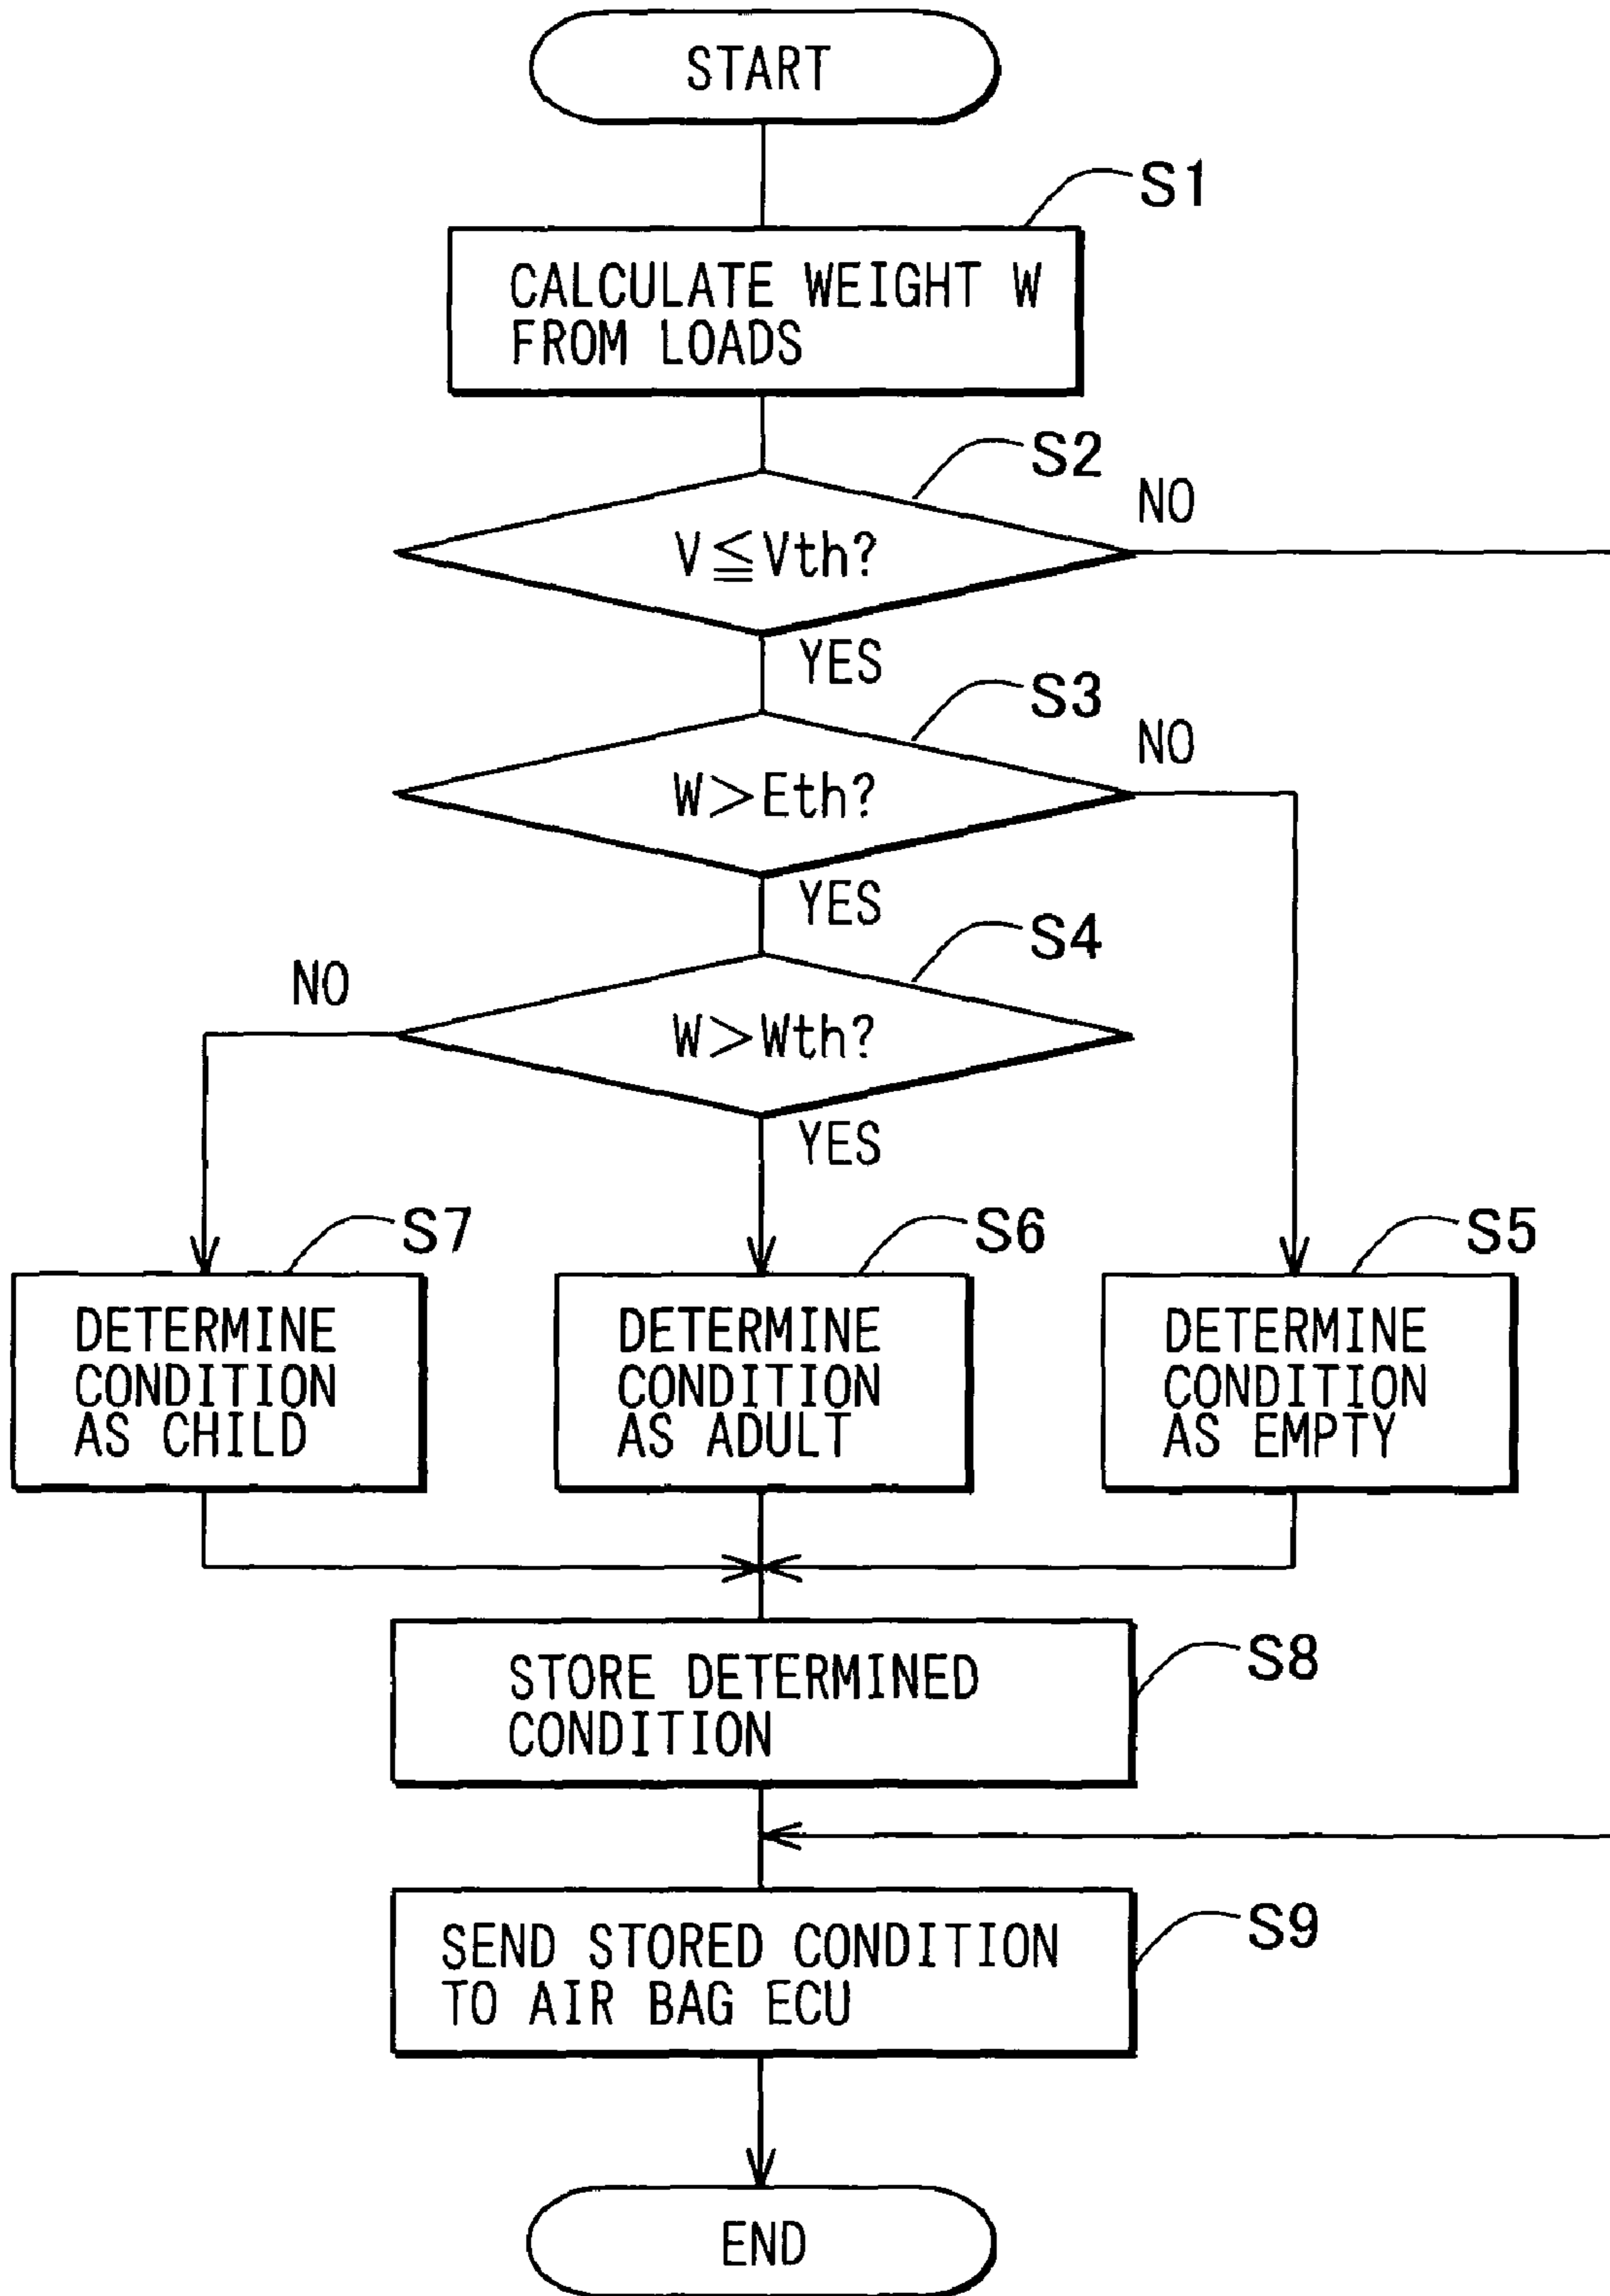 START
S1
CALCULATE WEIGHT W
FROM LOADS
S2
NO
V≦Vth?
YES
S3
NO
W>Eth?
YES
S4
NO
W>Wth?
YES
S7
S6
S5
DETERMINE
CONDITION
AS CHILD
DETERMINE
CONDITION
AS ADULT
DETERMINE
CONDITION
AS EMPTY
S8
STORE DETERMINED
CONDITION
S9
SEND STORED CONDITION
TO AIR BAG ECU
END